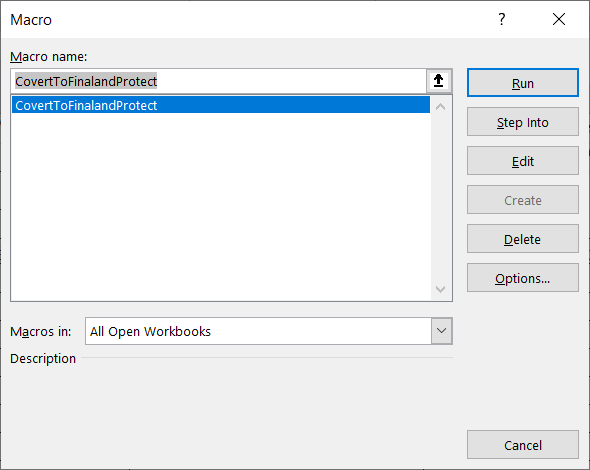 Macro
?
Macro name:
CovertToFinalandProtect
CovertToFinalandProtect
Run
Step Into
Edit
Create
Delete
Options...
Macros in:
All Open Workbooks
Description
Cancel